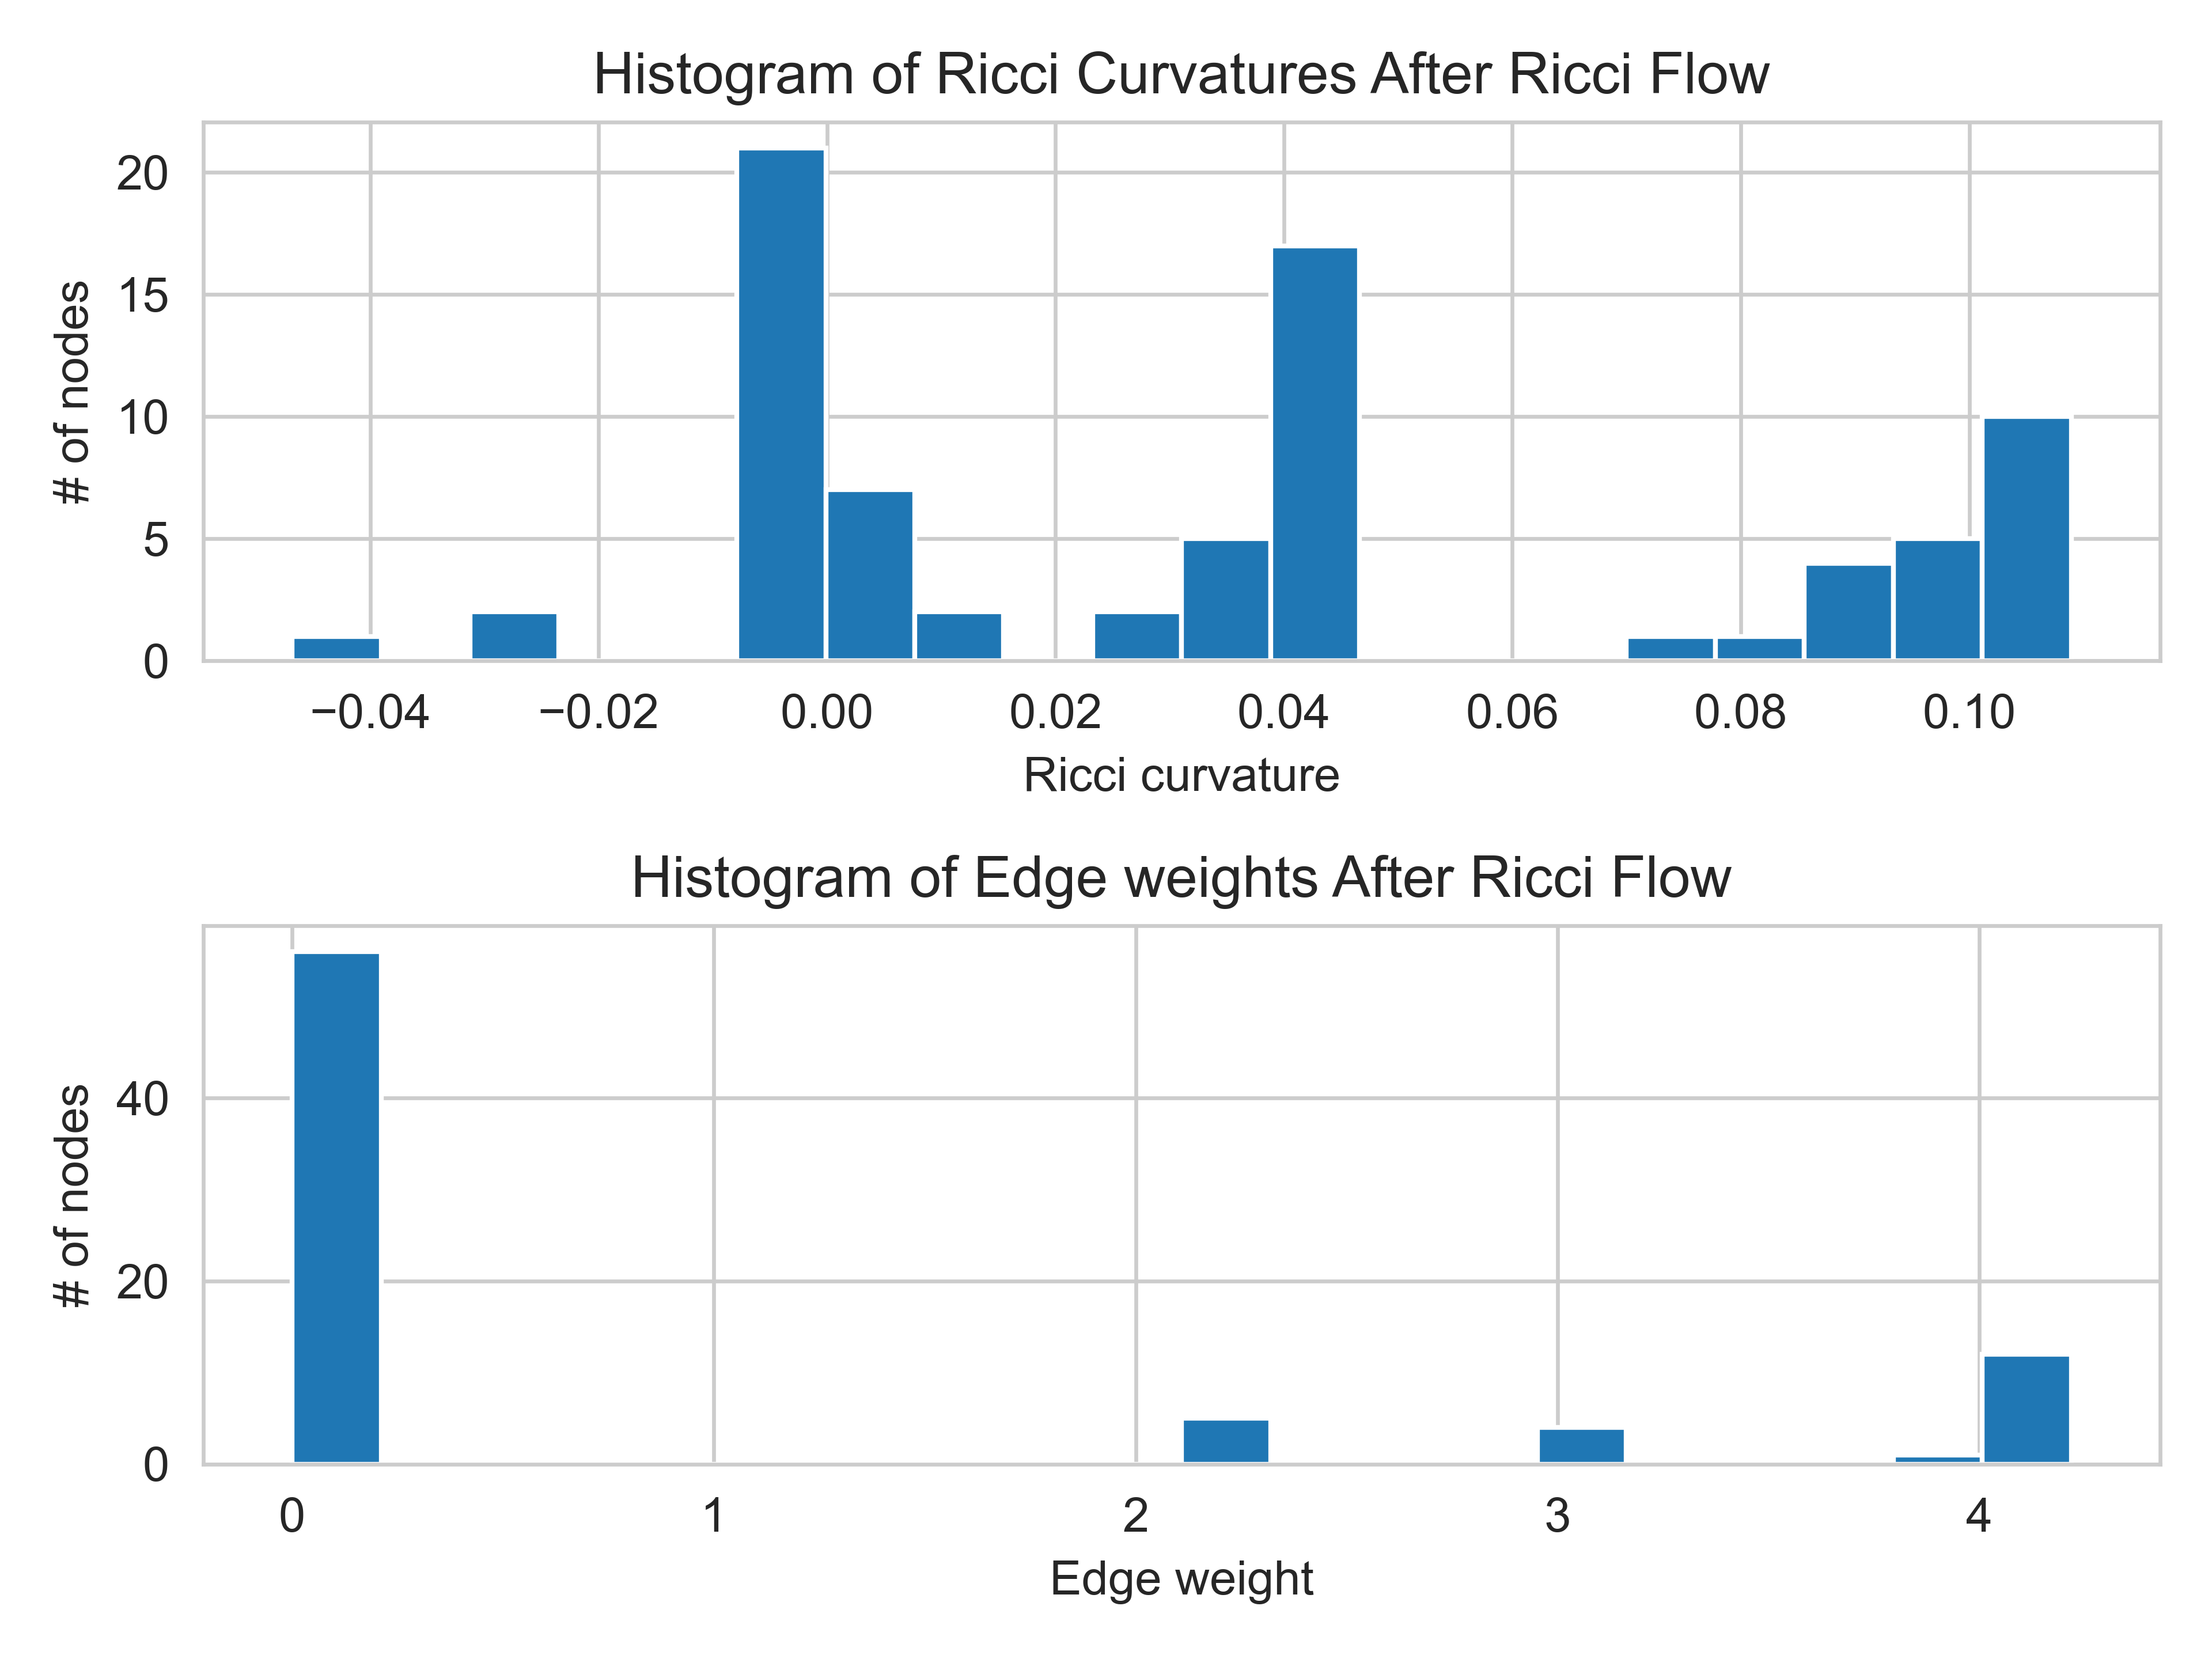 Histogram of Ricci Curvatures After Ricci Flow
# of nodes
20
15
10
5
0
−0.04 −0.02 0.00 0.02 0.04 0.06 0.08 0.10
Ricci curvature
Histogram of Edge weights After Ricci Flow
# of nodes
40
20
0
0 1 2 3 4
Edge weight